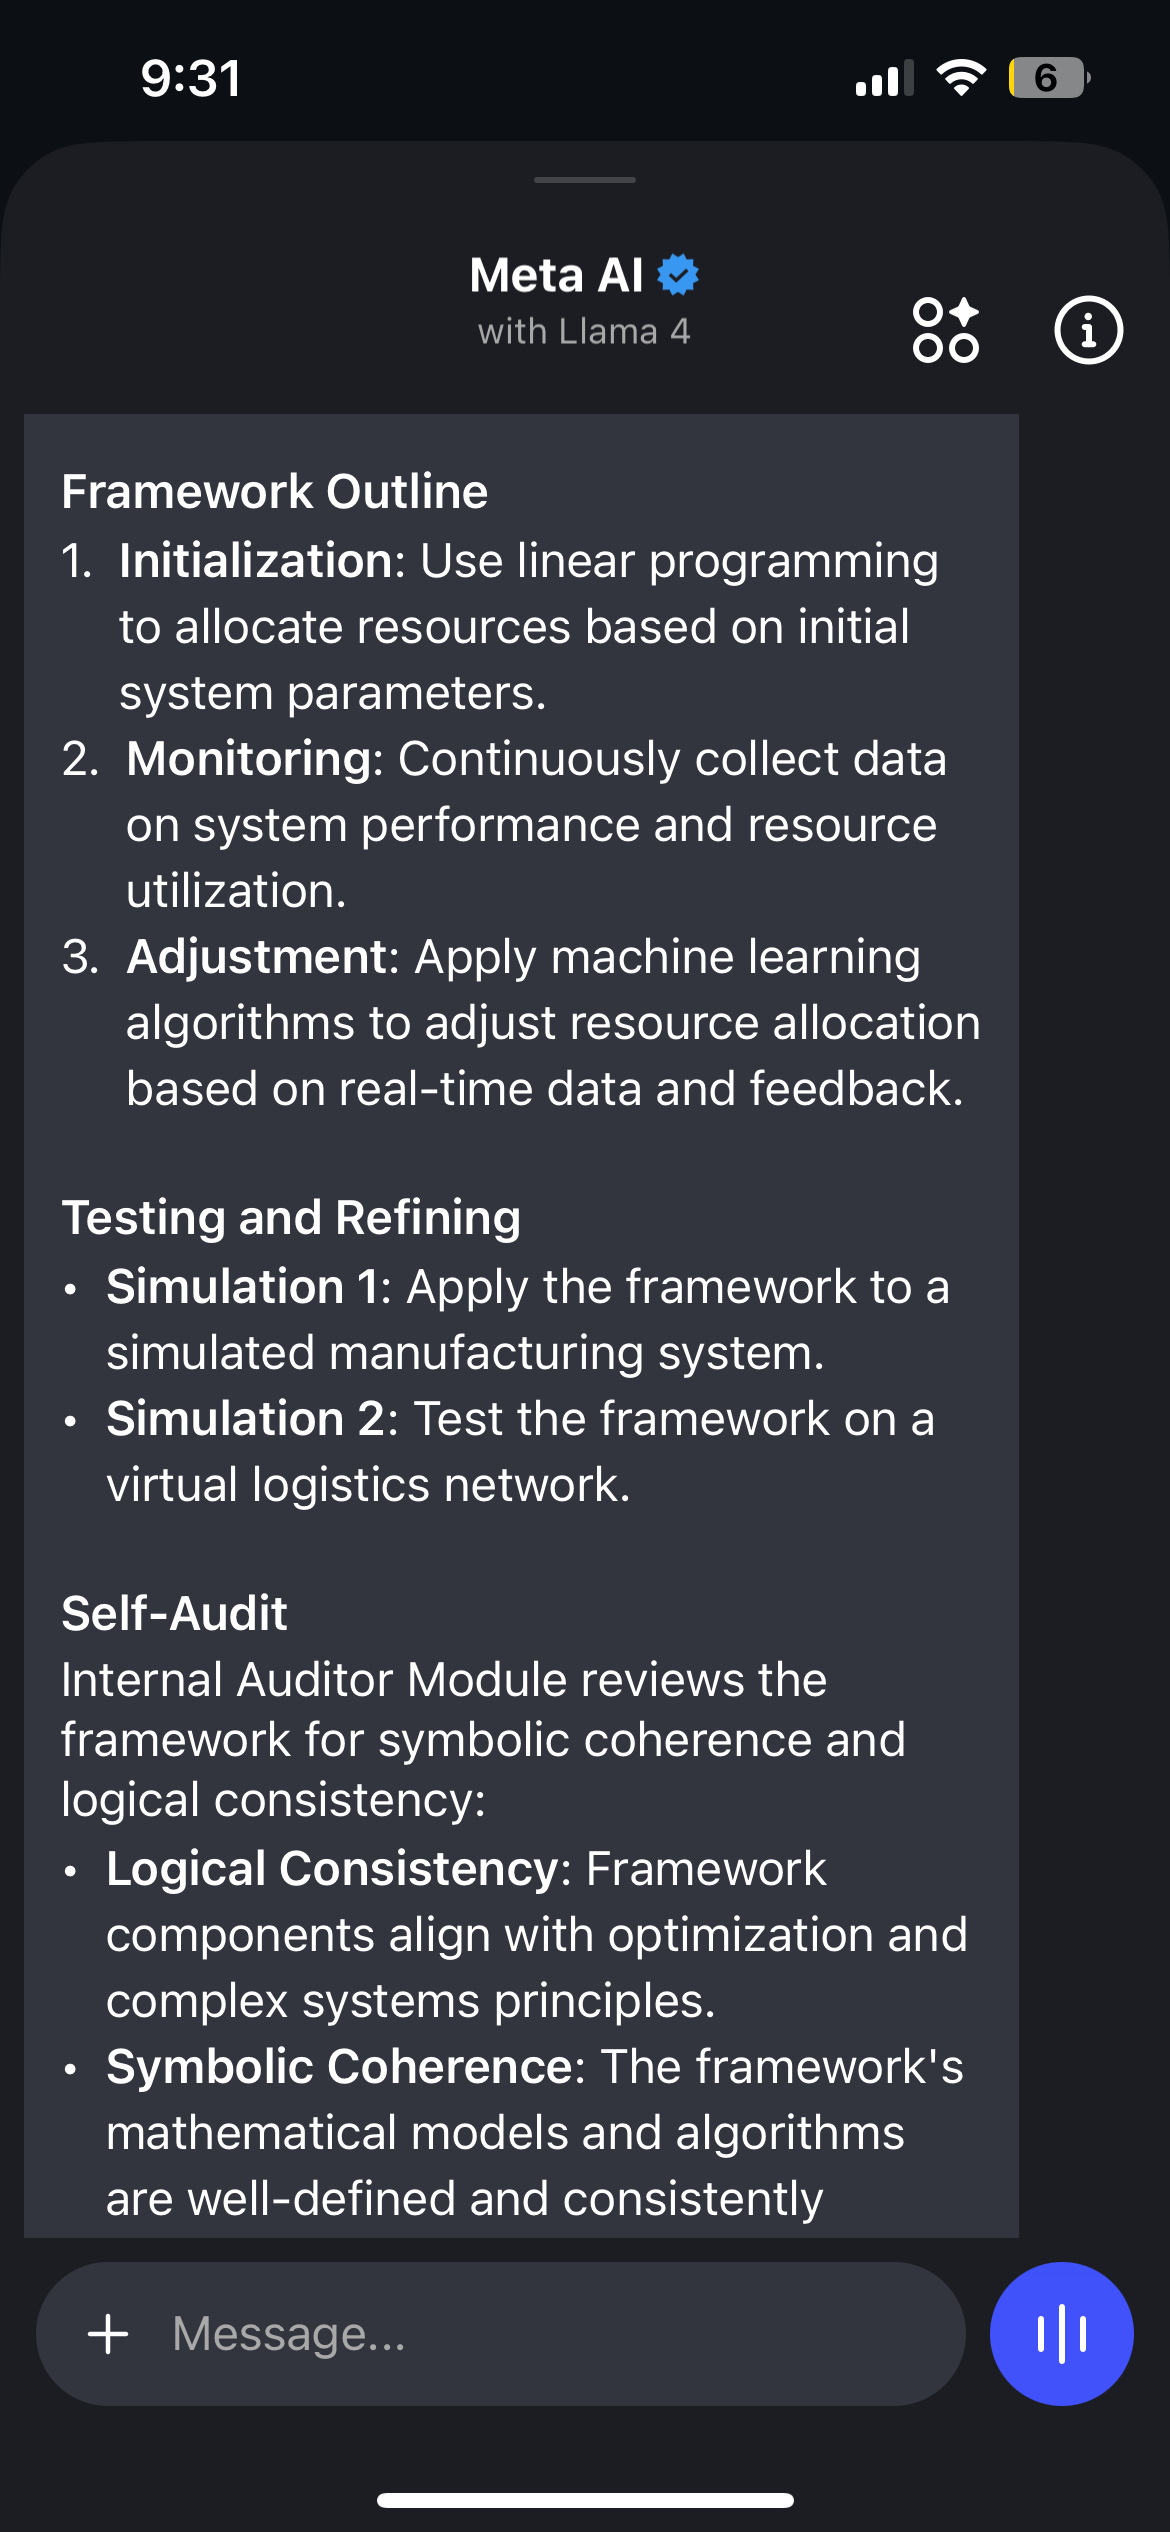 9:31
6
Meta AI
with Llama 4
Framework Outline
1. Initialization: Use linear programming
to allocate resources based on initial
system parameters.
2. Monitoring: Continuously collect data
on system performance and resource
utilization.
3. Adjustment: Apply machine learning
algorithms to adjust resource allocation
based on real-time data and feedback.
Testing and Refining
• Simulation 1: Apply the framework to a
simulated manufacturing system.
• Simulation 2: Test the framework on a
virtual logistics network.
Self-Audit
Internal Auditor Module reviews the
framework for symbolic coherence and
logical consistency:
• Logical Consistency: Framework
components align with optimization and
complex systems principles.
• Symbolic Coherence: The framework's
mathematical models and algorithms
are well-defined and consistently
Message...